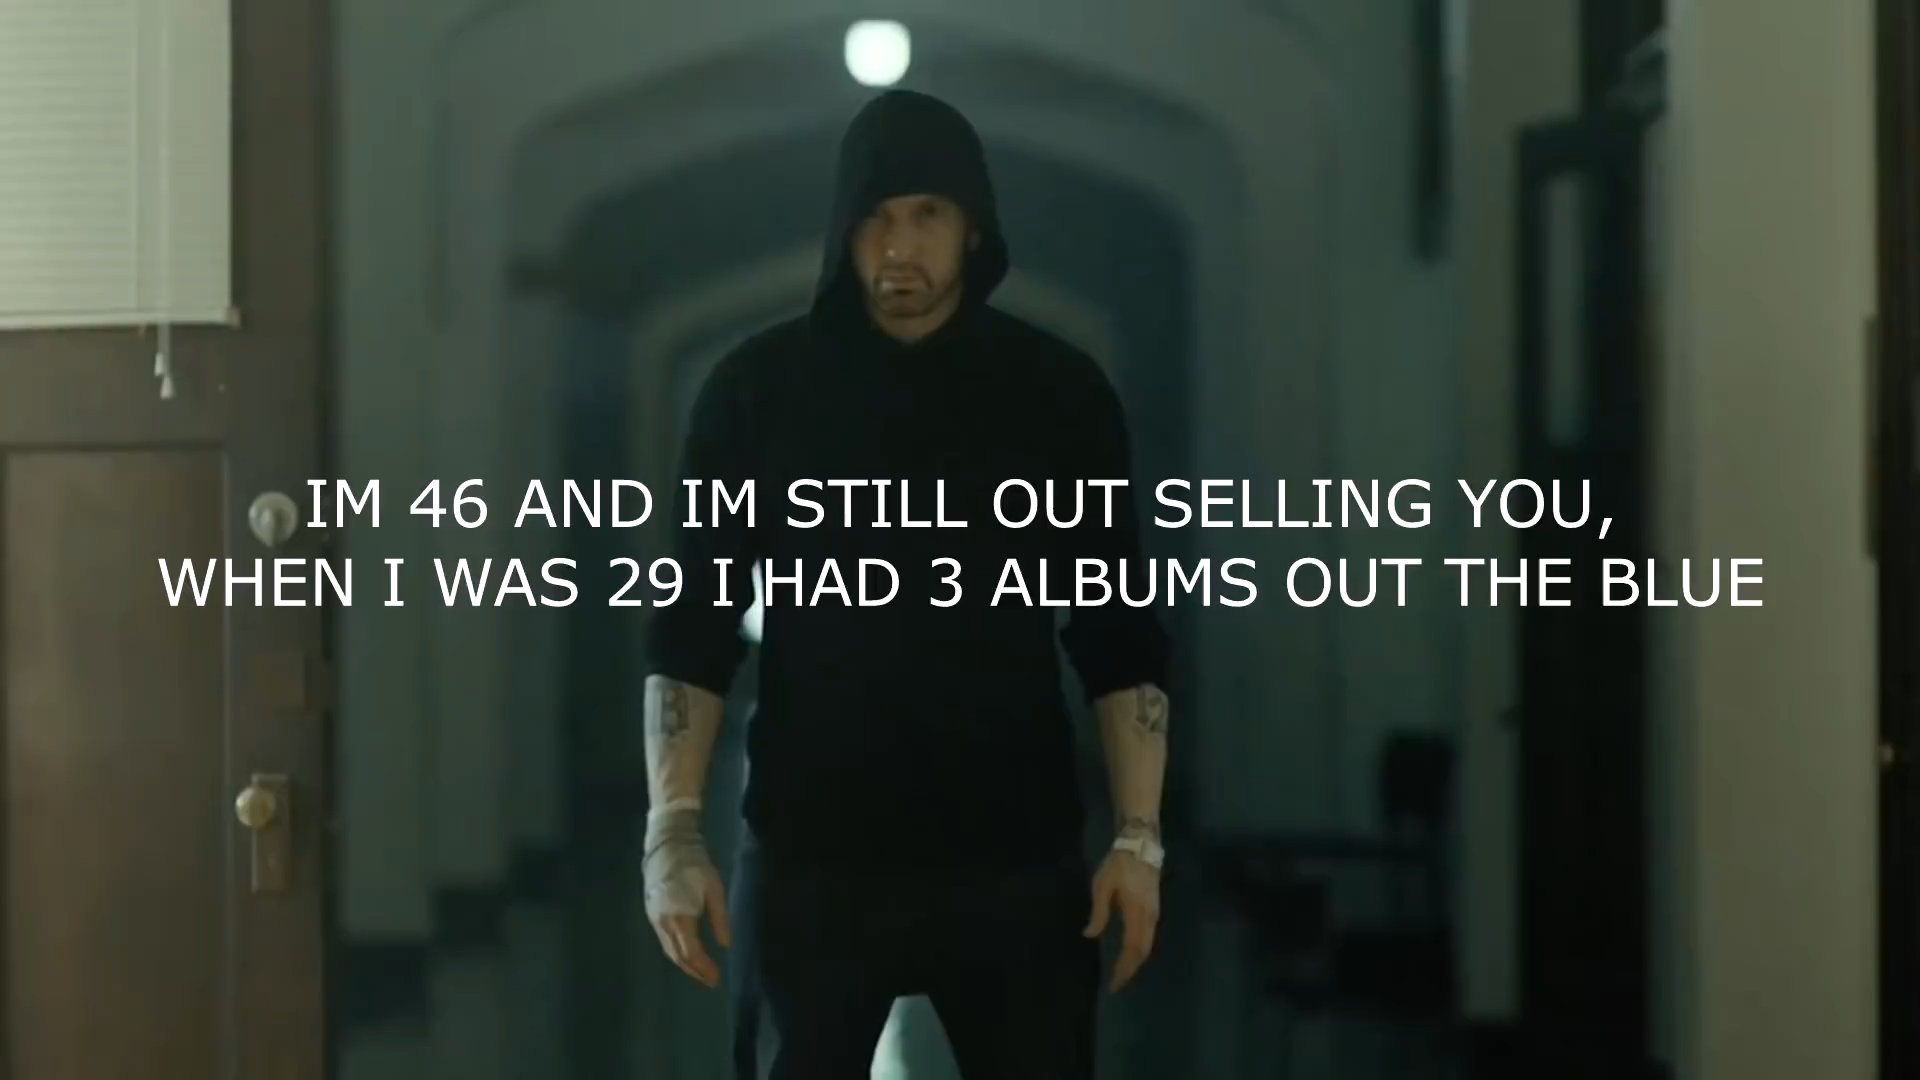 IM 46 AND IM STILL OUT SELLING YOU,
WHEN I WAS 29 I HAD 3 ALBUMS OUT THE BLUE